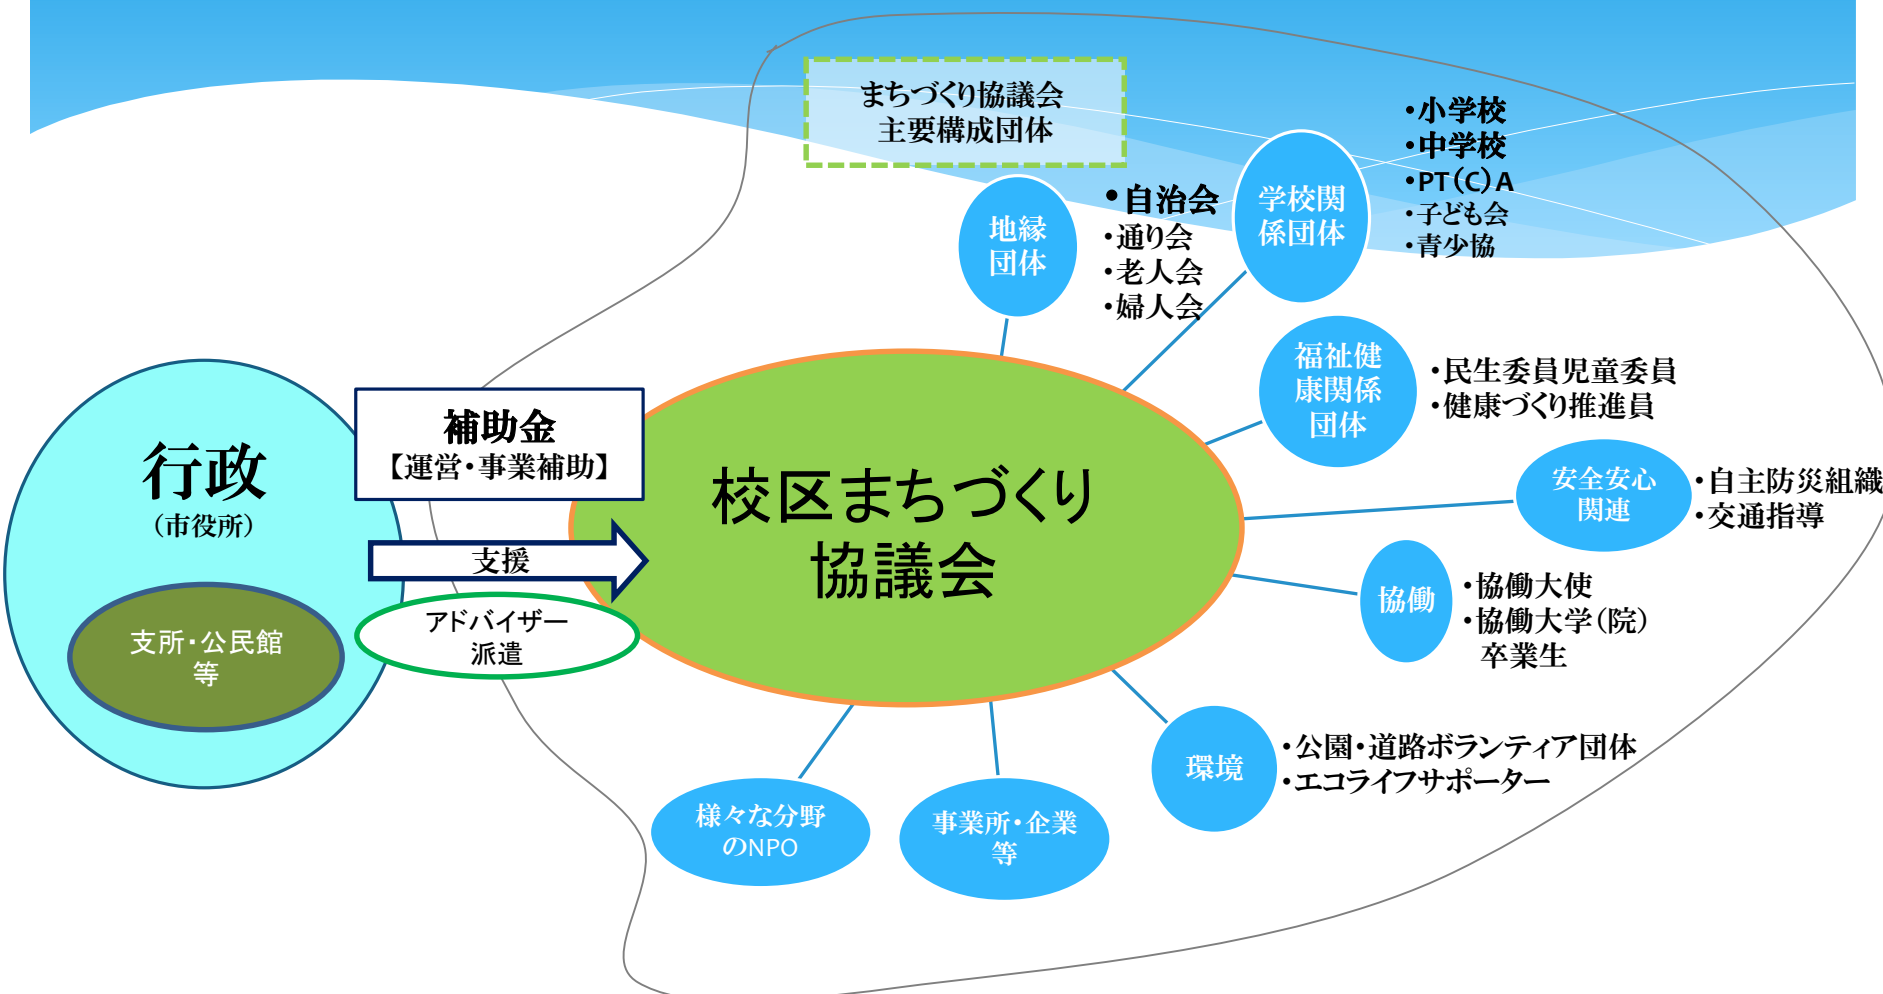 まちづくり協議会
主要構成団体
地縁
団体
・自治会
・通り会
・老人会
・婦人会
学校関
係団体
・小学校
・中学校
・PT(C)A
・子ども会
・青少協
福祉健
康関係
団体
・民生委員児童委員
・健康づくり推進員
安全安心
関連
・自主防災組織
・交通指導
協働
・協働大使
・協働大学(院)
卒業生
環境
・公園・道路ボランティア団体
・エコライフサポーター
事業所・企業
等
様々な分野
のNPO
校区まちづくり
協議会
補助金
【運営・事業補助】
支援
アドバイザー
派遣
行政
(市役所)
支所・公民館
等